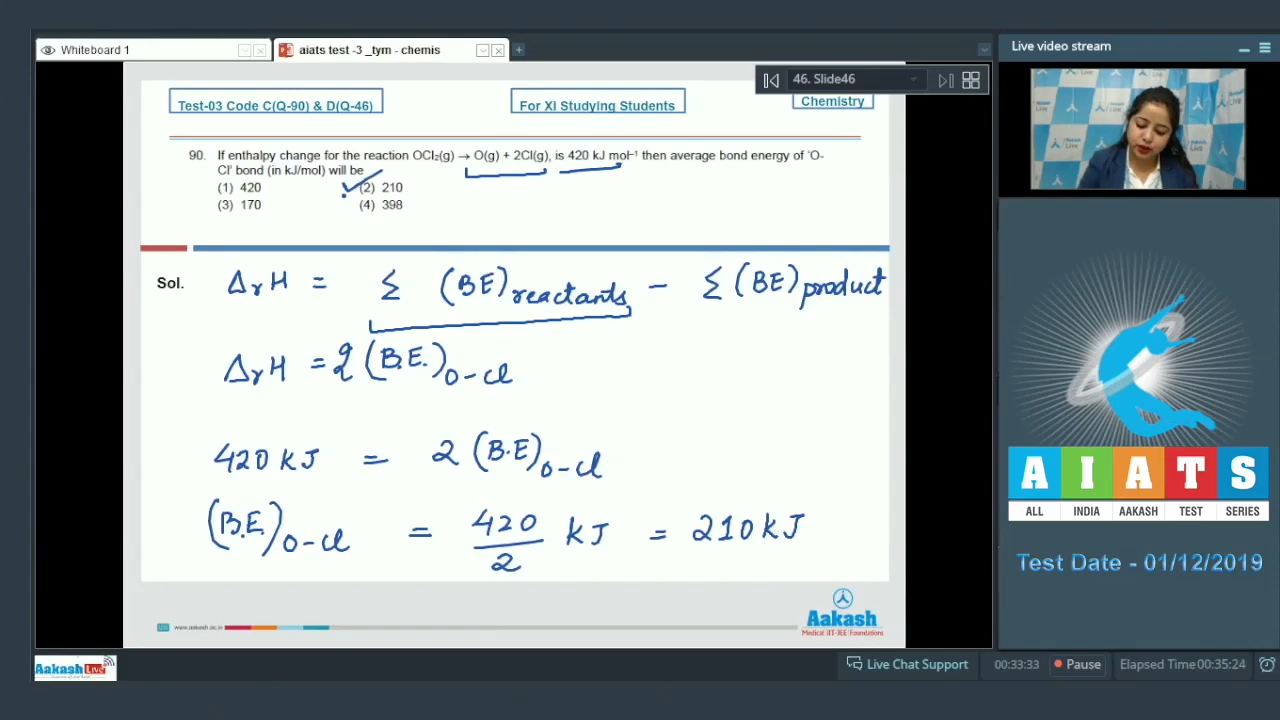 Whiteboard 1
aiats test -3 _tym - chemis
Live video stream
46. Slide46
Test-03 Code C(Q-90) & D(Q-46)
For XI Studying Students
Chemistry
90. If enthalpy change for the reaction OCl₂(g) → O(g) + 2Cl(g), is 420 kJ mol⁻¹ then average bond energy of 'O-
Cl' bond (in kJ/mol) will be
(1) 420 (2) 210
(3) 170 (4) 398
Sol. ΔrH = Σ (BE)reactants − Σ (BE)product
ΔrH = 2 (B.E.)O-Cl
420 KJ = 2 (B.E)O-Cl
(B.E.)O-Cl = 420/2 KJ = 210 KJ
A I A T S
ALL INDIA AAKASH TEST SERIES
Test Date - 01/12/2019
www.aakash.ac.in
Aakash
Medical|IIT-JEE|Foundations
Aakash Live
Live Chat Support
00:33:33
Pause
Elapsed Time 00:35:24